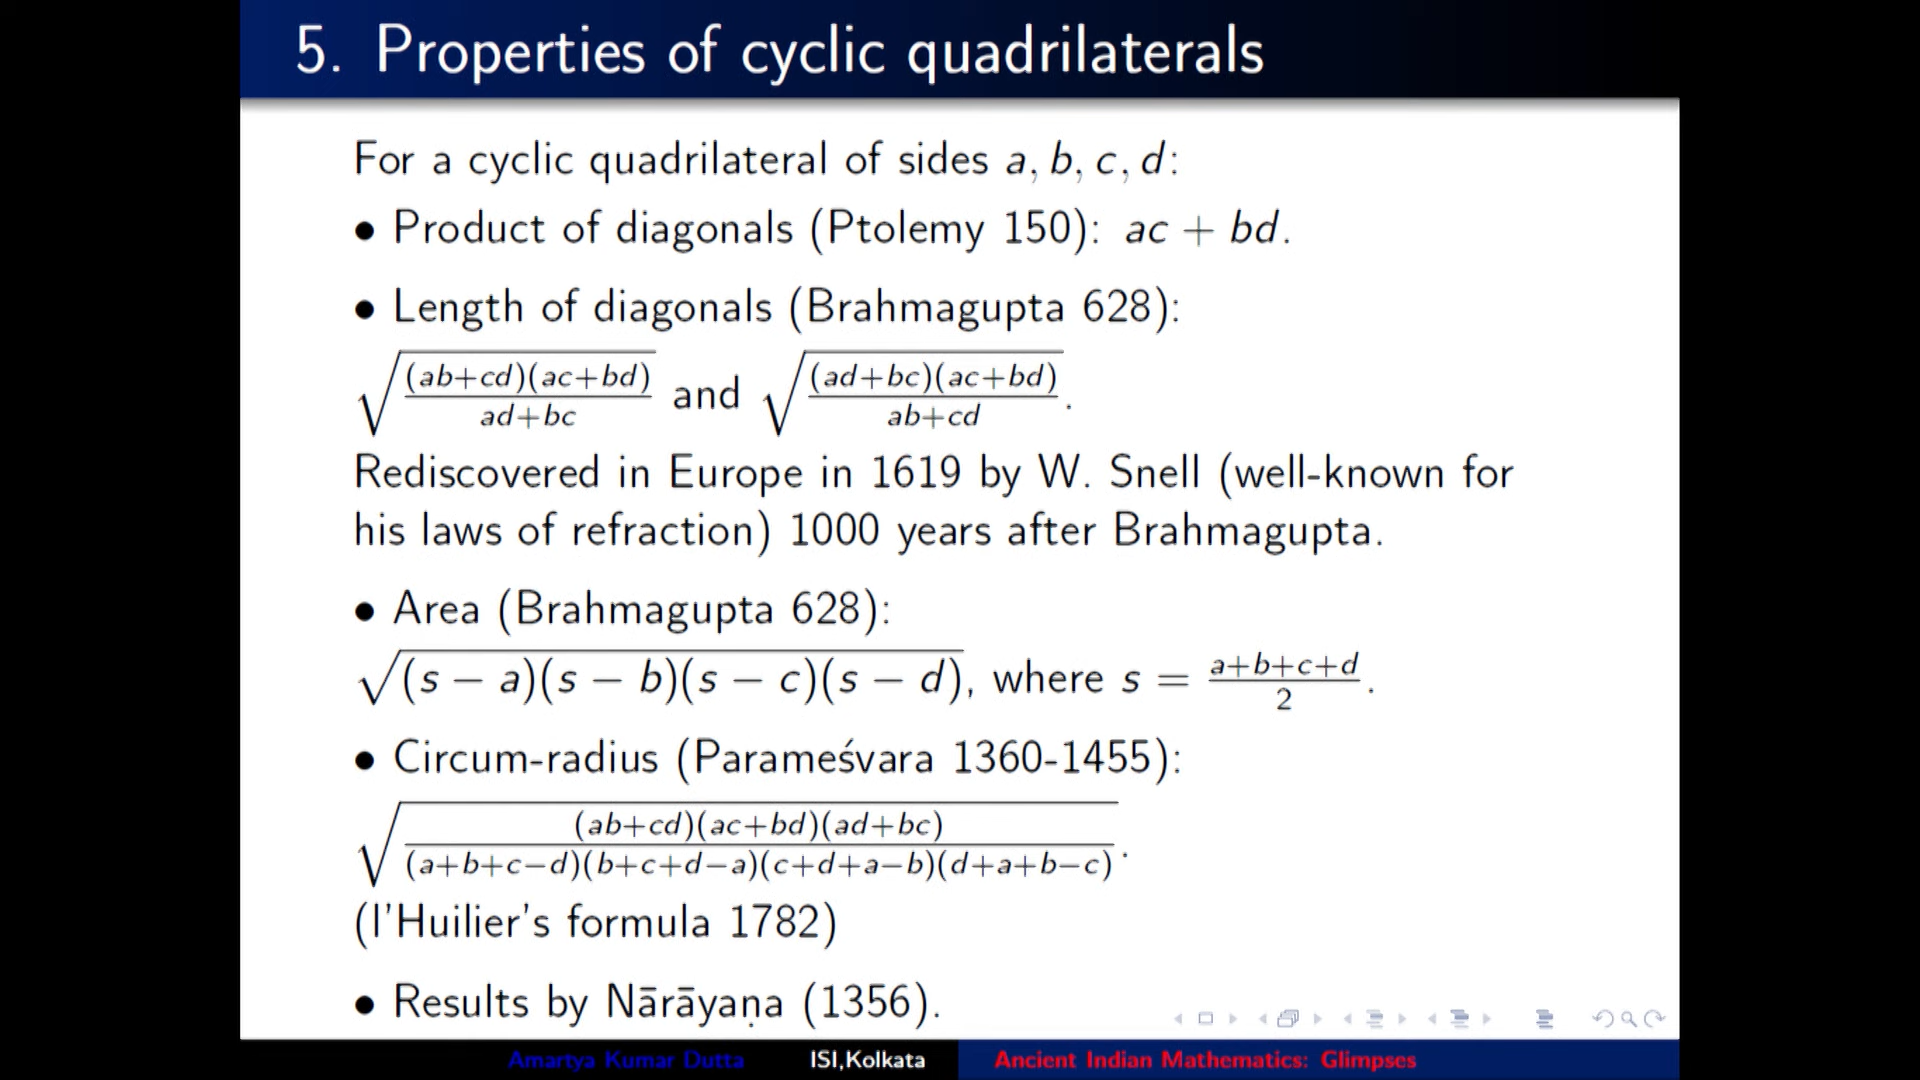 5. Properties of cyclic quadrilaterals
For a cyclic quadrilateral of sides a, b, c, d:
• Product of diagonals (Ptolemy 150): ac + bd.
• Length of diagonals (Brahmagupta 628):
√((ab+cd)(ac+bd)/(ad+bc)) and √((ad+bc)(ac+bd)/(ab+cd)).
Rediscovered in Europe in 1619 by W. Snell (well-known for
his laws of refraction) 1000 years after Brahmagupta.
• Area (Brahmagupta 628):
√((s − a)(s − b)(s − c)(s − d)), where s = (a+b+c+d)/2.
• Circum-radius (Parameśvara 1360-1455):
√((ab+cd)(ac+bd)(ad+bc)/((a+b+c−d)(b+c+d−a)(c+d+a−b)(d+a+b−c))).
(l'Huilier's formula 1782)
• Results by Nārāyaṇa (1356).
Amartya Kumar Dutta ISI,Kolkata Ancient Indian Mathematics: Glimpses